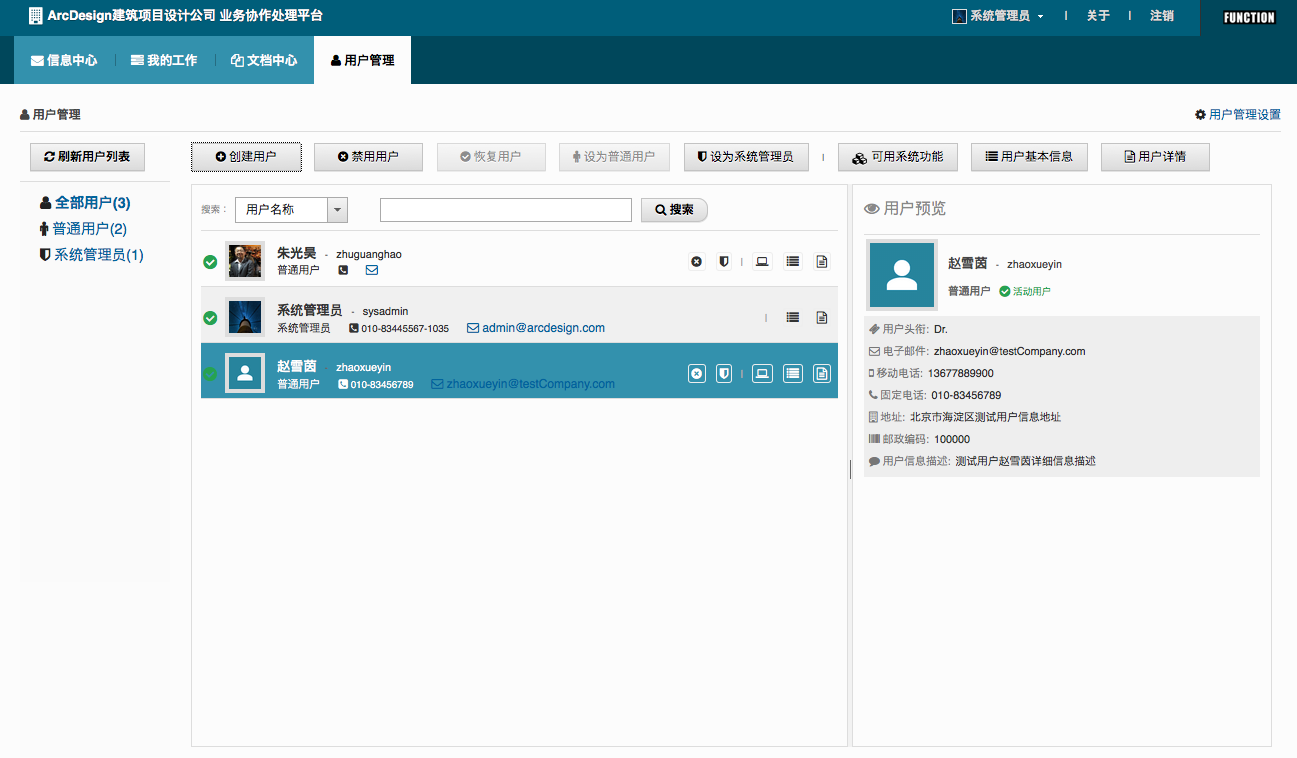 ArcDesign建筑项目设计公司 业务协作处理平台
系统管理员 | 关于 | 注销
FUNCTION
信息中心 | 我的工作 | 文档中心 用户管理
用户管理
用户管理设置
刷新用户列表
创建用户 禁用用户 恢复用户 设为普通用户 设为系统管理员 | 可用系统功能 用户基本信息 用户详情
全部用户(3)
普通用户(2)
系统管理员(1)
搜索： 用户名称 搜索
朱光昊 - zhuguanghao
普通用户
系统管理员 - sysadmin
系统管理员 010-83445567-1035 admin@arcdesign.com
赵雪茵 - zhaoxueyin
普通用户 010-83456789 zhaoxueyin@testCompany.com
用户预览
赵雪茵 - zhaoxueyin
普通用户 活动用户
用户头衔: Dr.
电子邮件: zhaoxueyin@testCompany.com
移动电话: 13677889900
固定电话: 010-83456789
地址: 北京市海淀区测试用户信息地址
邮政编码: 100000
用户信息描述: 测试用户赵雪茵详细信息描述